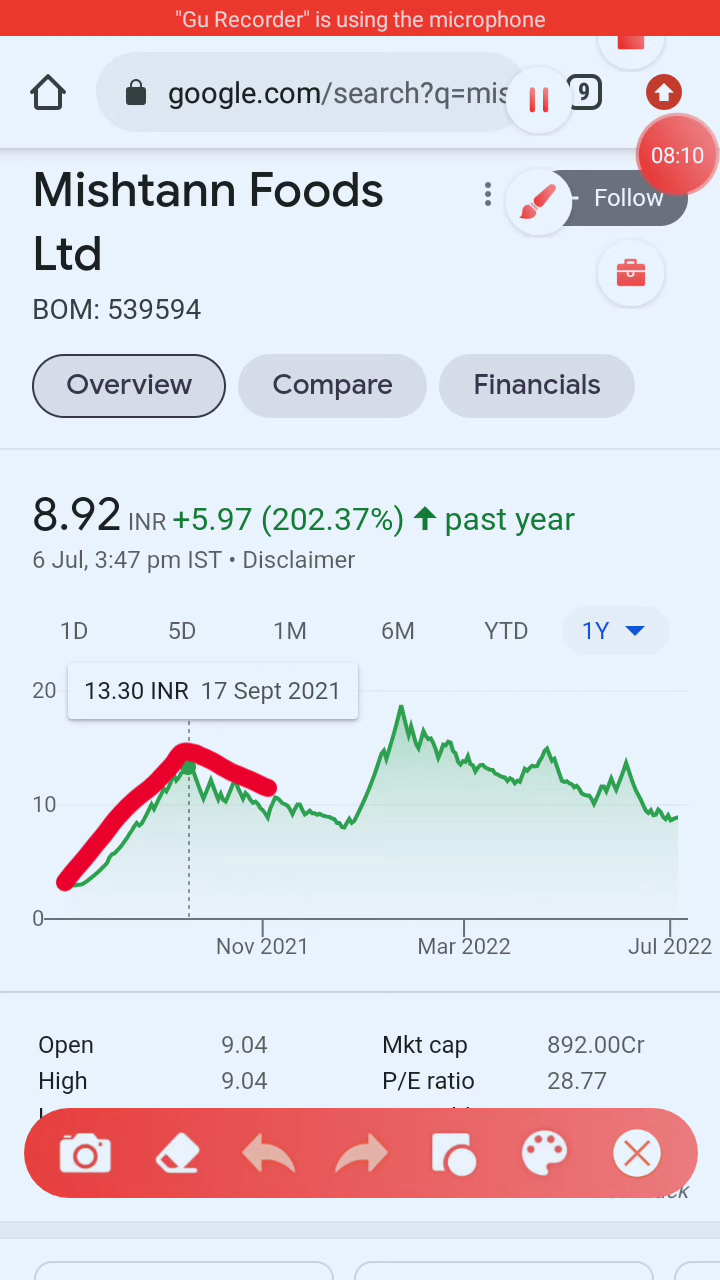 "Gu Recorder" is using the microphone
google.com/search?q=mis
9
08:10
Mishtann Foods
Ltd
Follow
BOM: 539594
Overview Compare Financials
8.92 INR +5.97 (202.37%) past year
6 Jul, 3:47 pm IST • Disclaimer
1D 5D 1M 6M YTD 1Y
20
13.30 INR 17 Sept 2021
10
0
Nov 2021 Mar 2022 Jul 2022
Open 9.04 Mkt cap 892.00Cr
High 9.04 P/E ratio 28.77